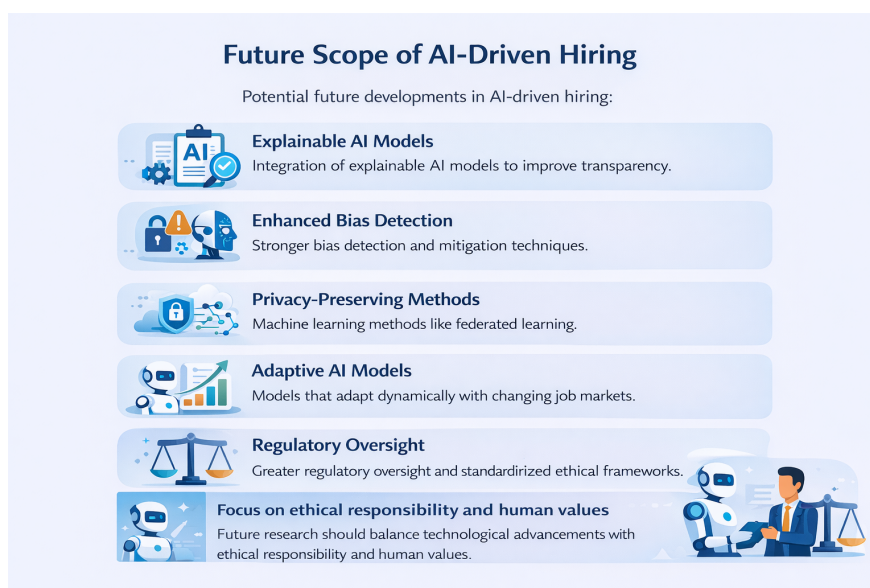 Future Scope of AI-Driven Hiring
Potential future developments in AI-driven hiring:
AI
Explainable AI Models
Integration of explainable AI models to improve transparency.
Enhanced Bias Detection
Stronger bias detection and mitigation techniques.
Privacy-Preserving Methods
Machine learning methods like federated learning.
Adaptive AI Models
Models that adapt dynamically with changing job markets.
Regulatory Oversight
Greater regulatory oversight and standardirized ethical frameworks.
Focus on ethical responsibility and human values
Future research should balance technological advancements with
ethical responsibility and human values.